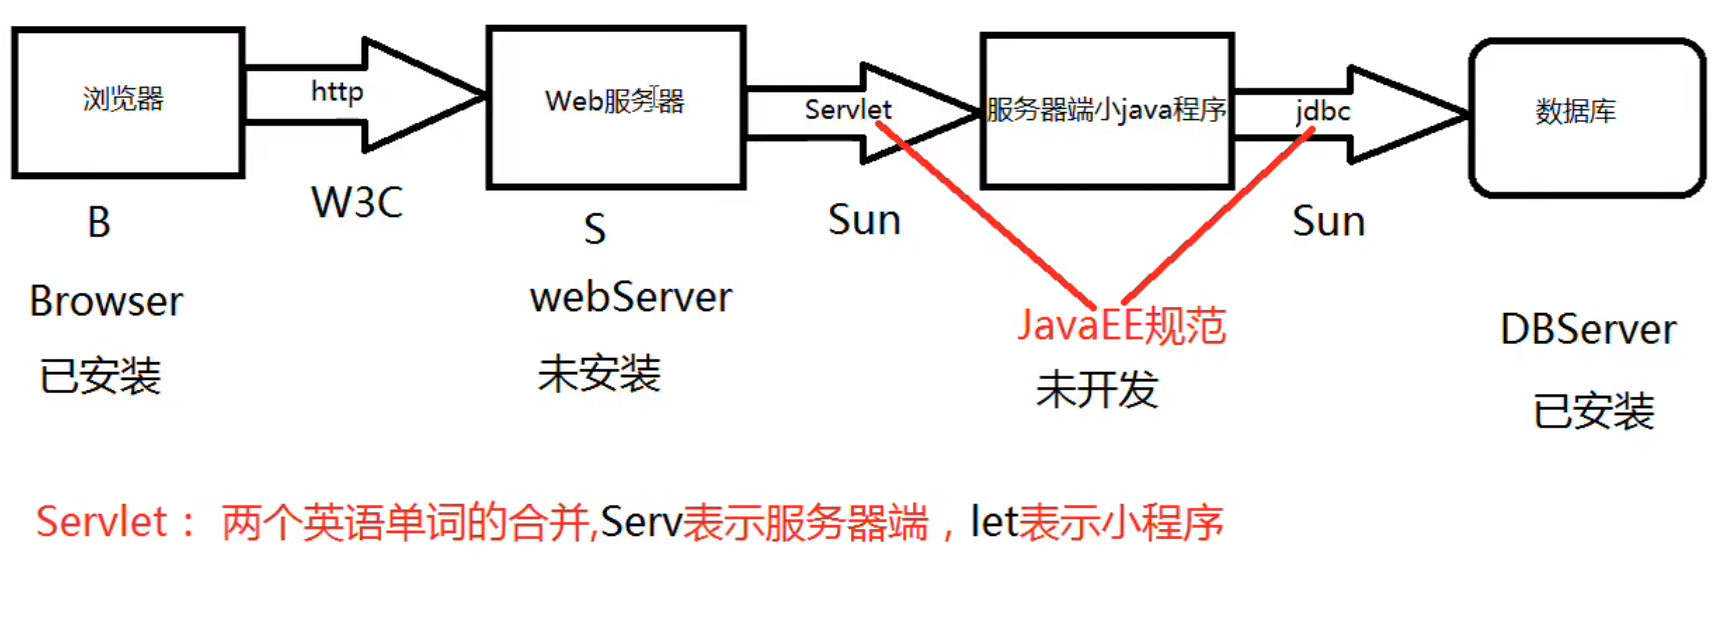 浏览器
http
Web服务器
Servlet
服务器端小java程序
jdbc
数据库
B
W3C
S
Sun
Sun
Browser
webServer
JavaEE规范
DBServer
已安装
未安装
未开发
已安装
Servlet： 两个英语单词的合并,Serv表示服务器端，let表示小程序